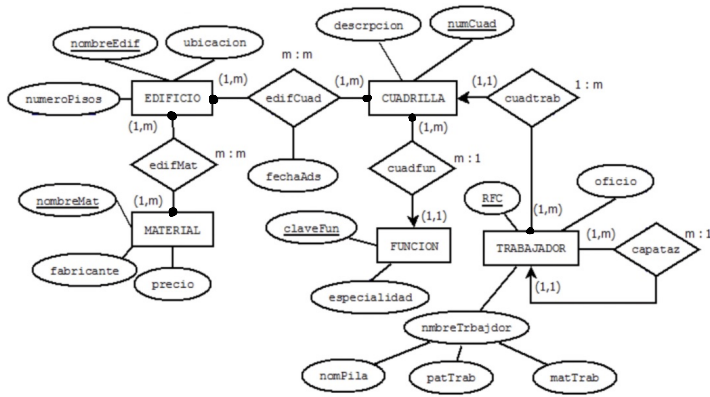 descrpcion
numCuad
nombreEdif
ubicacion
m : m
numeroPisos
EDIFICIO
(1,m)
edifCuad
(1,m)
CUADRILLA
(1,1)
cuadtrab
1 : m
(1,m)
(1,m)
edifMat
m : m
fechaAds
cuadfun
m : 1
nombreMat
(1,m)
MATERIAL
fabricante
precio
claveFun
(1,1)
FUNCION
especialidad
RFC
oficio
(1,m)
TRABAJADOR
(1,m)
capataz
m : 1
(1,1)
nmbreTrbajdor
nomPila
patTrab
matTrab